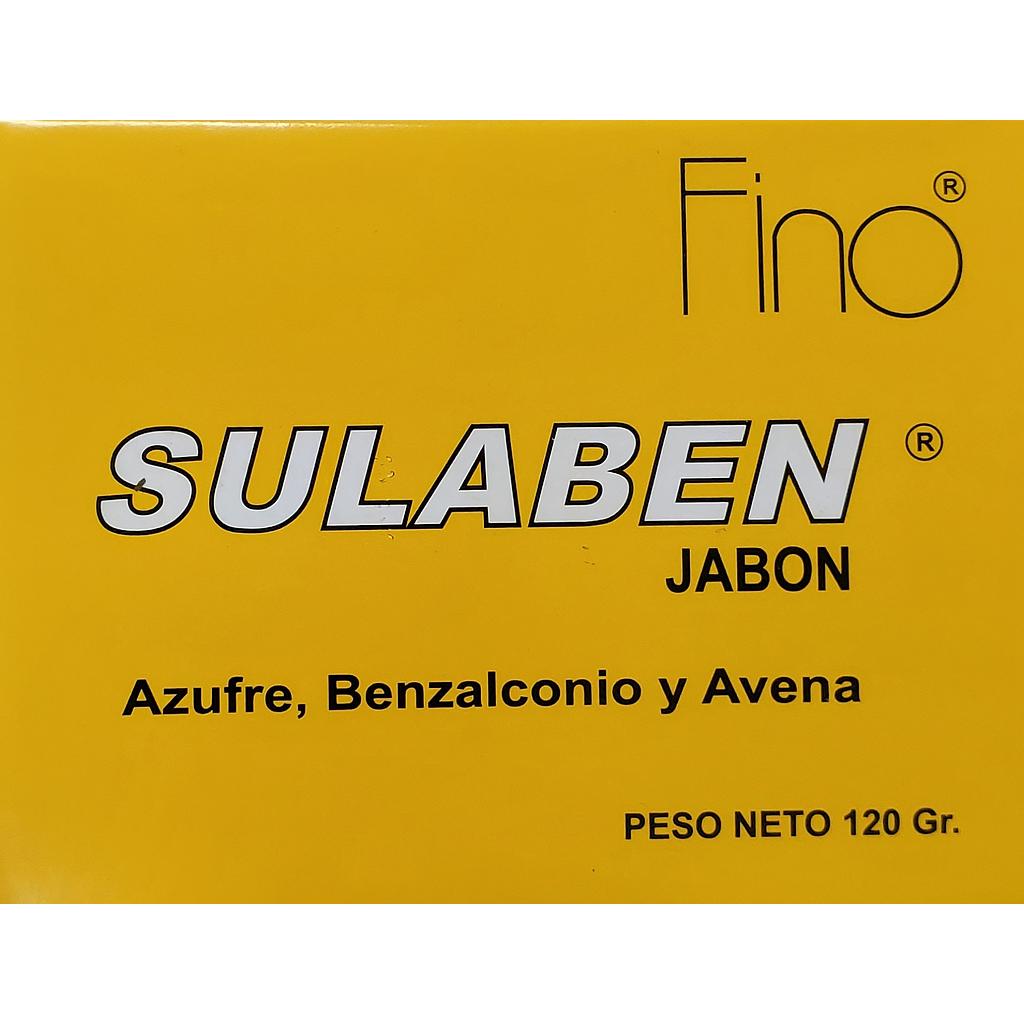 Fino®
SULABEN®
JABON
Azufre, Benzalconio y Avena
PESO NETO 120 Gr.